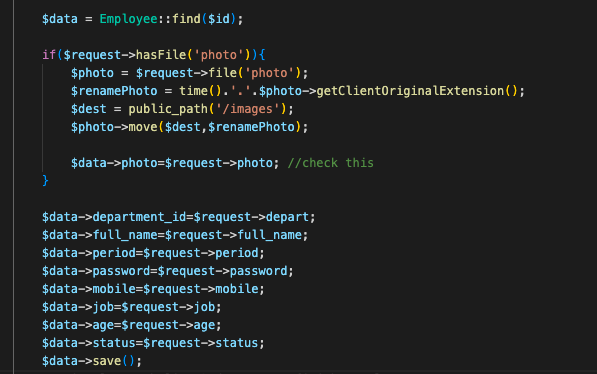 $data = Employee::find($id);
if($request->hasFile('photo')){
$photo = $request->file('photo');
$renamePhoto = time().'.'.$photo->getClientOriginalExtension();
$dest = public_path('/images');
$photo->move($dest,$renamePhoto);
$data->photo=$request->photo; //check this
}
$data->department_id=$request->depart;
$data->full_name=$request->full_name;
$data->period=$request->period;
$data->password=$request->password;
$data->mobile=$request->mobile;
$data->job=$request->job;
$data->age=$request->age;
$data->status=$request->status;
$data->save();